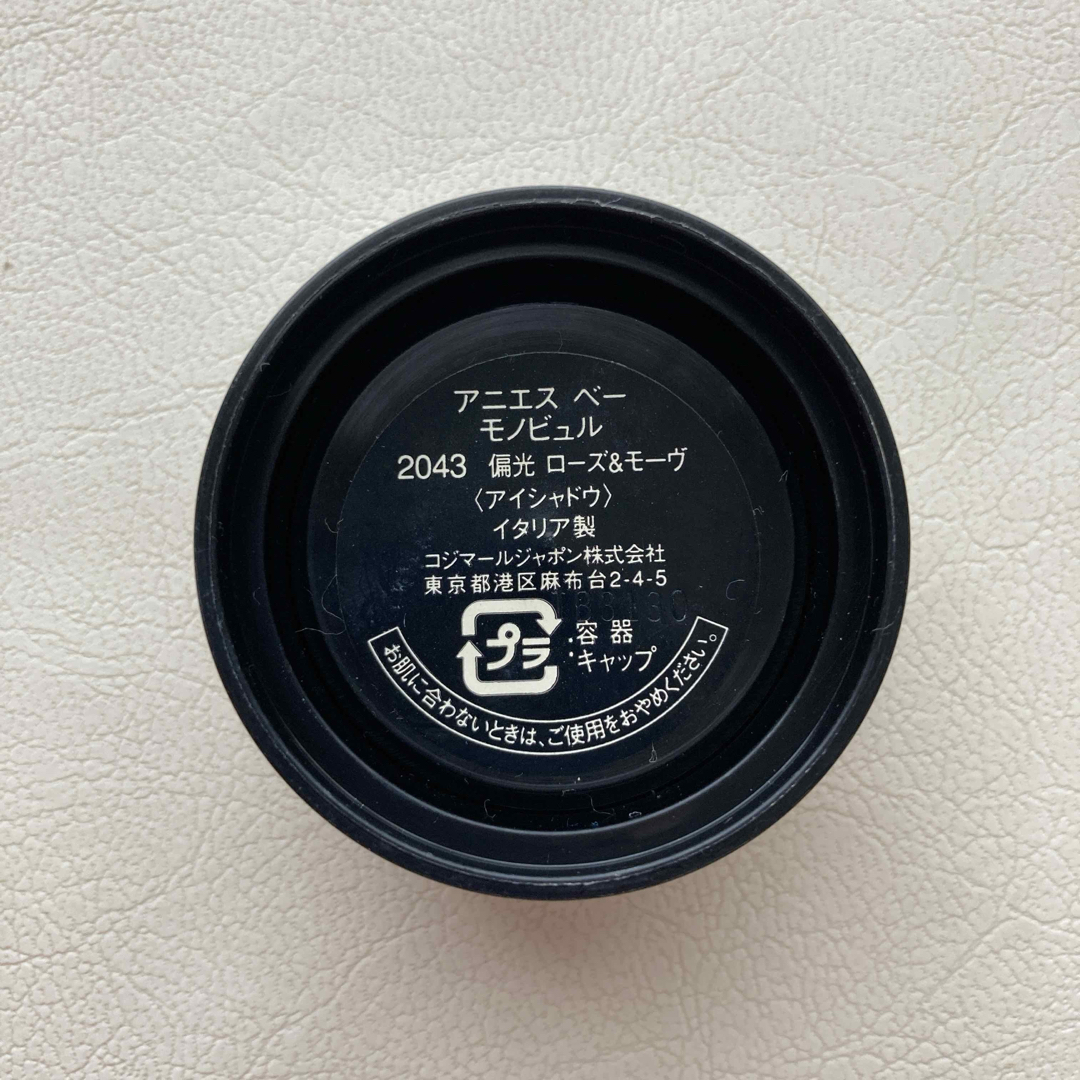 アニエス ベー
モノビュル
2043 偏光 ローズ&モーヴ
〈アイシャドウ〉
イタリア製
コジマールジャポン株式会社
東京都港区麻布台2-4-5
プラ
:容器
:キャップ
お肌に合わないときは、ご使用をおやめください。